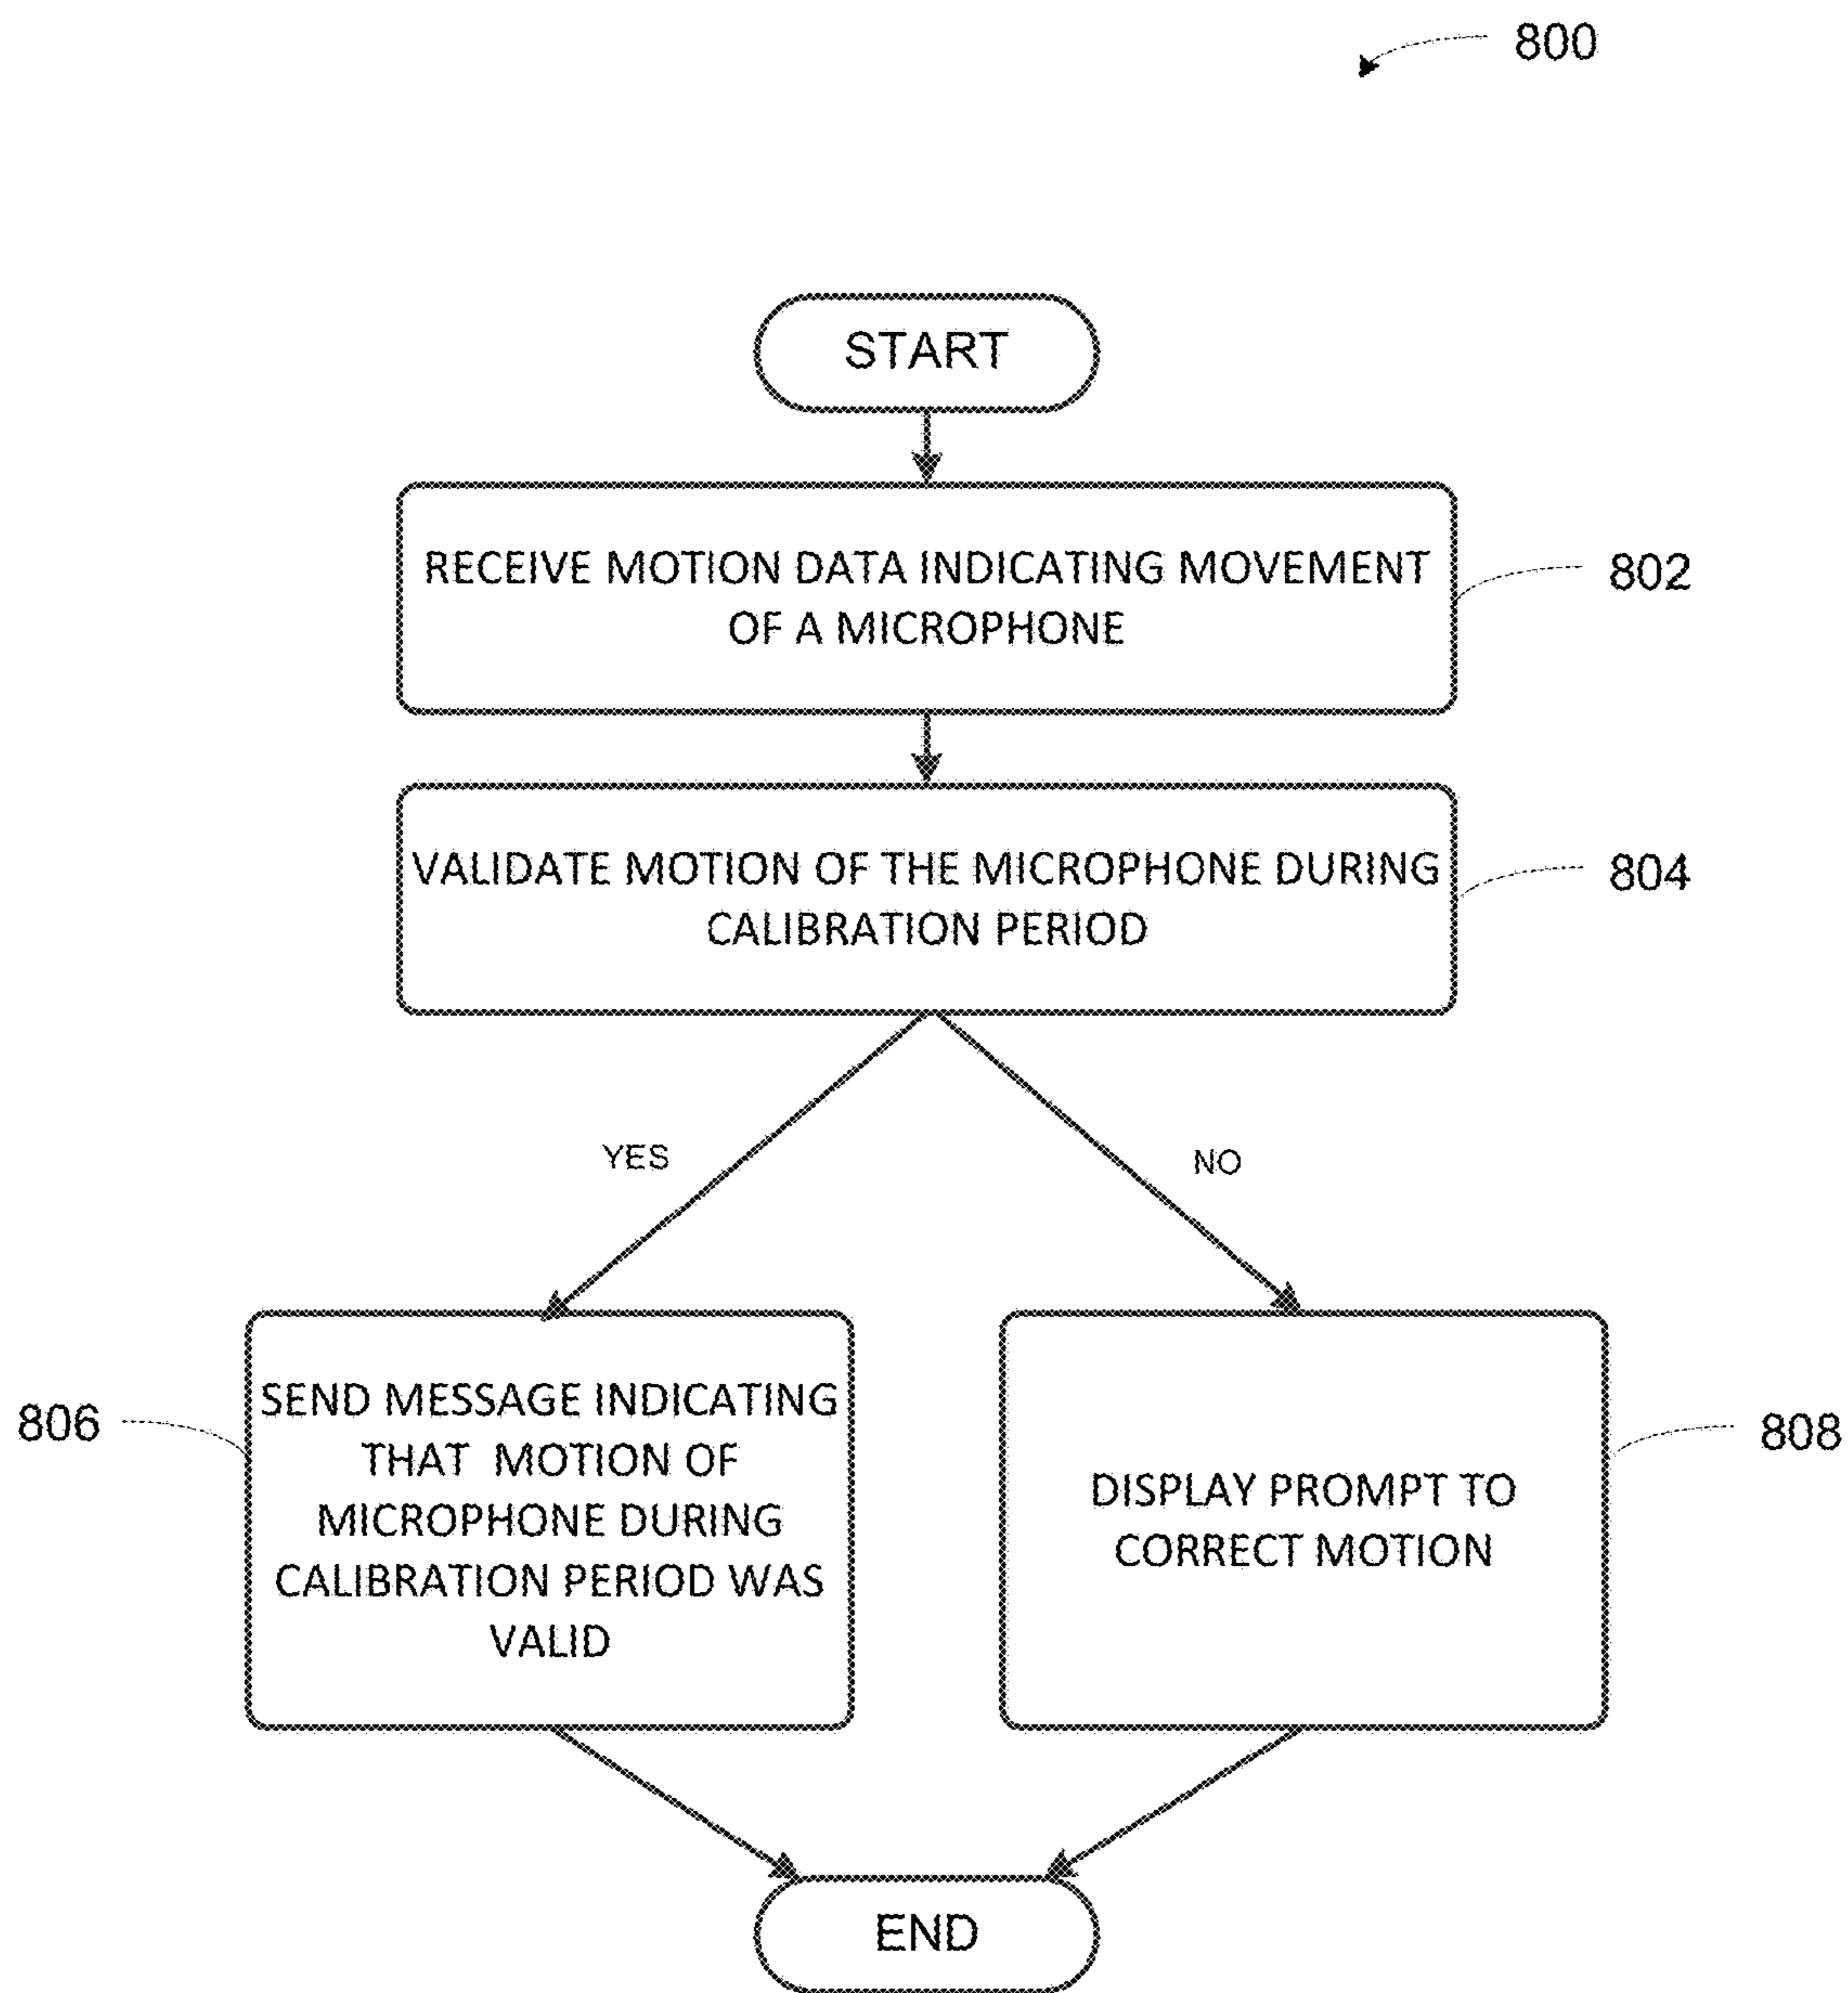 800
START
RECEIVE MOTION DATA INDICATING MOVEMENT
OF A MICROPHONE
802
VALIDATE MOTION OF THE MICROPHONE DURING
CALIBRATION PERIOD
804
YES
NO
806
SEND MESSAGE INDICATING
THAT MOTION OF
MICROPHONE DURING
CALIBRATION PERIOD WAS
VALID
DISPLAY PROMPT TO
CORRECT MOTION
808
END